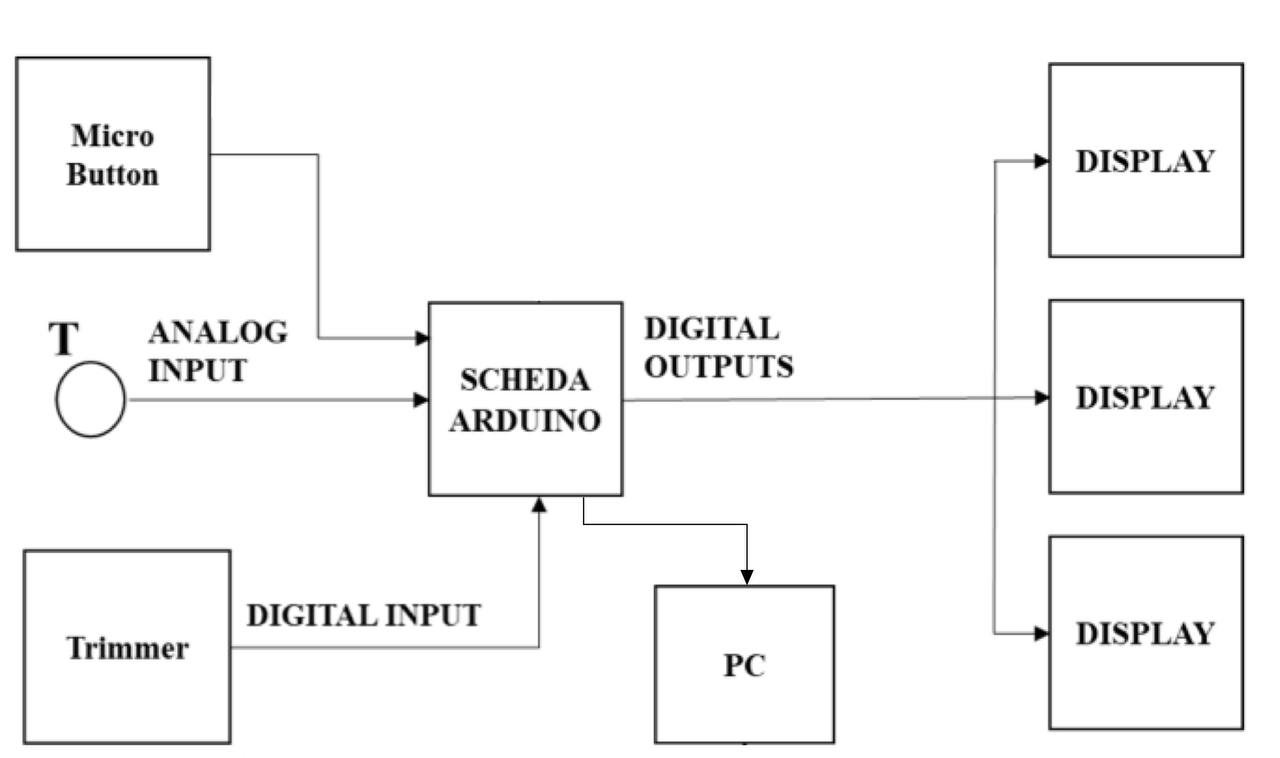 Micro
Button
T
ANALOG
INPUT
SCHEDA
ARDUINO
DIGITAL
OUTPUTS
DISPLAY
DISPLAY
DISPLAY
Trimmer
DIGITAL INPUT
PC